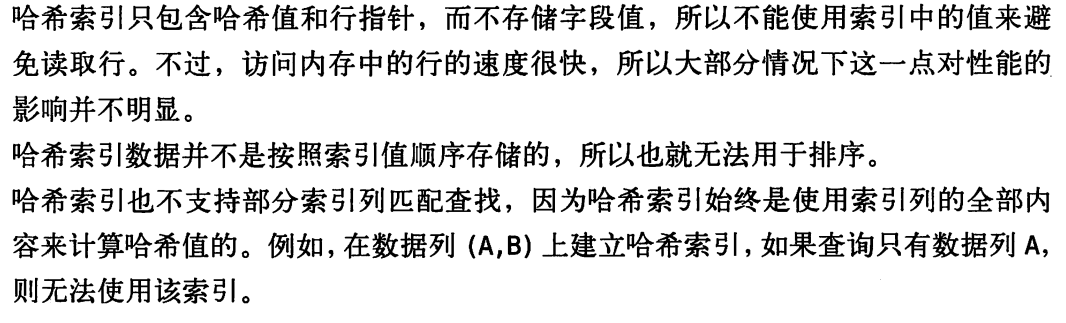 哈希索引只包含哈希值和行指针，而不存储字段值，所以不能使用索引中的值来避
免读取行。不过，访问内存中的行的速度很快，所以大部分情况下这一点对性能的
影响并不明显。
哈希索引数据并不是按照索引值顺序存储的，所以也就无法用于排序。
哈希索引也不支持部分索引列匹配查找，因为哈希索引始终是使用索引列的全部内
容来计算哈希值的。例如，在数据列 (A,B) 上建立哈希索引，如果查询只有数据列 A，
则无法使用该索引。